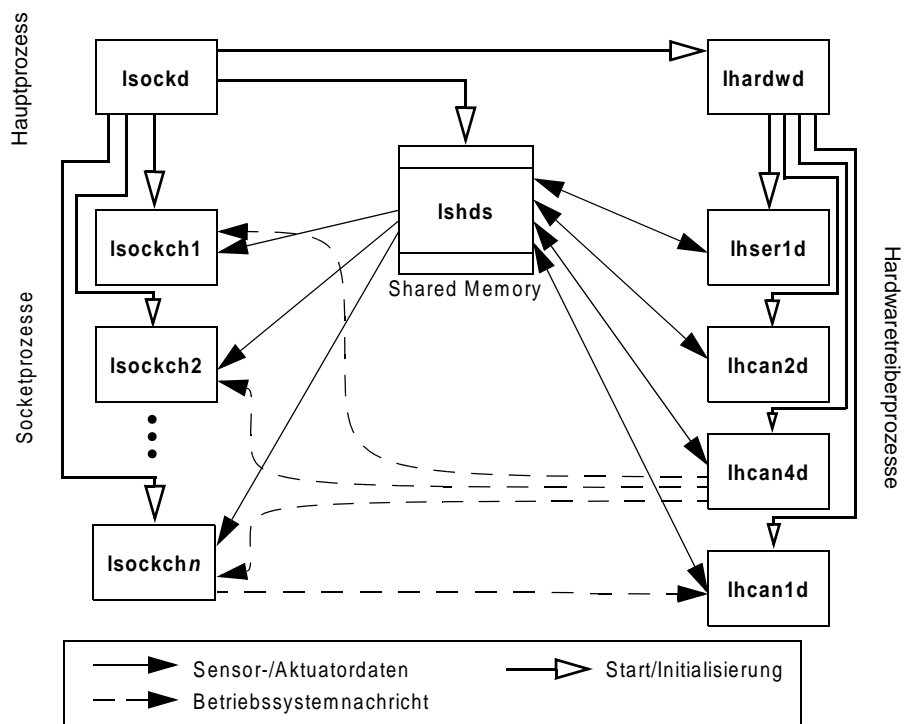 Hauptprozess
lsockd
lhardwd
lshds
Shared Memory
lsockch1
lhser1d
Socketprozesse
lsockch2
lhcan2d
Hardwaretreiberprozesse
lhcan4d
lsockchn
lhcan1d
Sensor-/Aktuatordaten
Start/Initialisierung
Betriebssystemnachricht